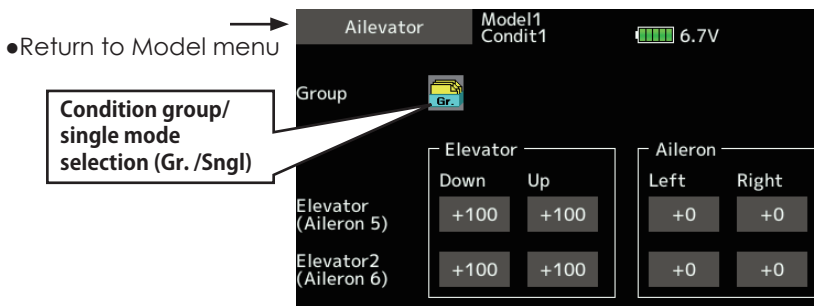 Ailevator
Model1
Condit1
6.7V
●Return to Model menu
Group
Gr.
Condition group/
single mode
selection (Gr. /Sngl)
Elevator
Aileron
Down Up Left Right
Elevator
(Aileron 5)
+100 +100 +0 +0
Elevator2
(Aileron 6)
+100 +100 +0 +0